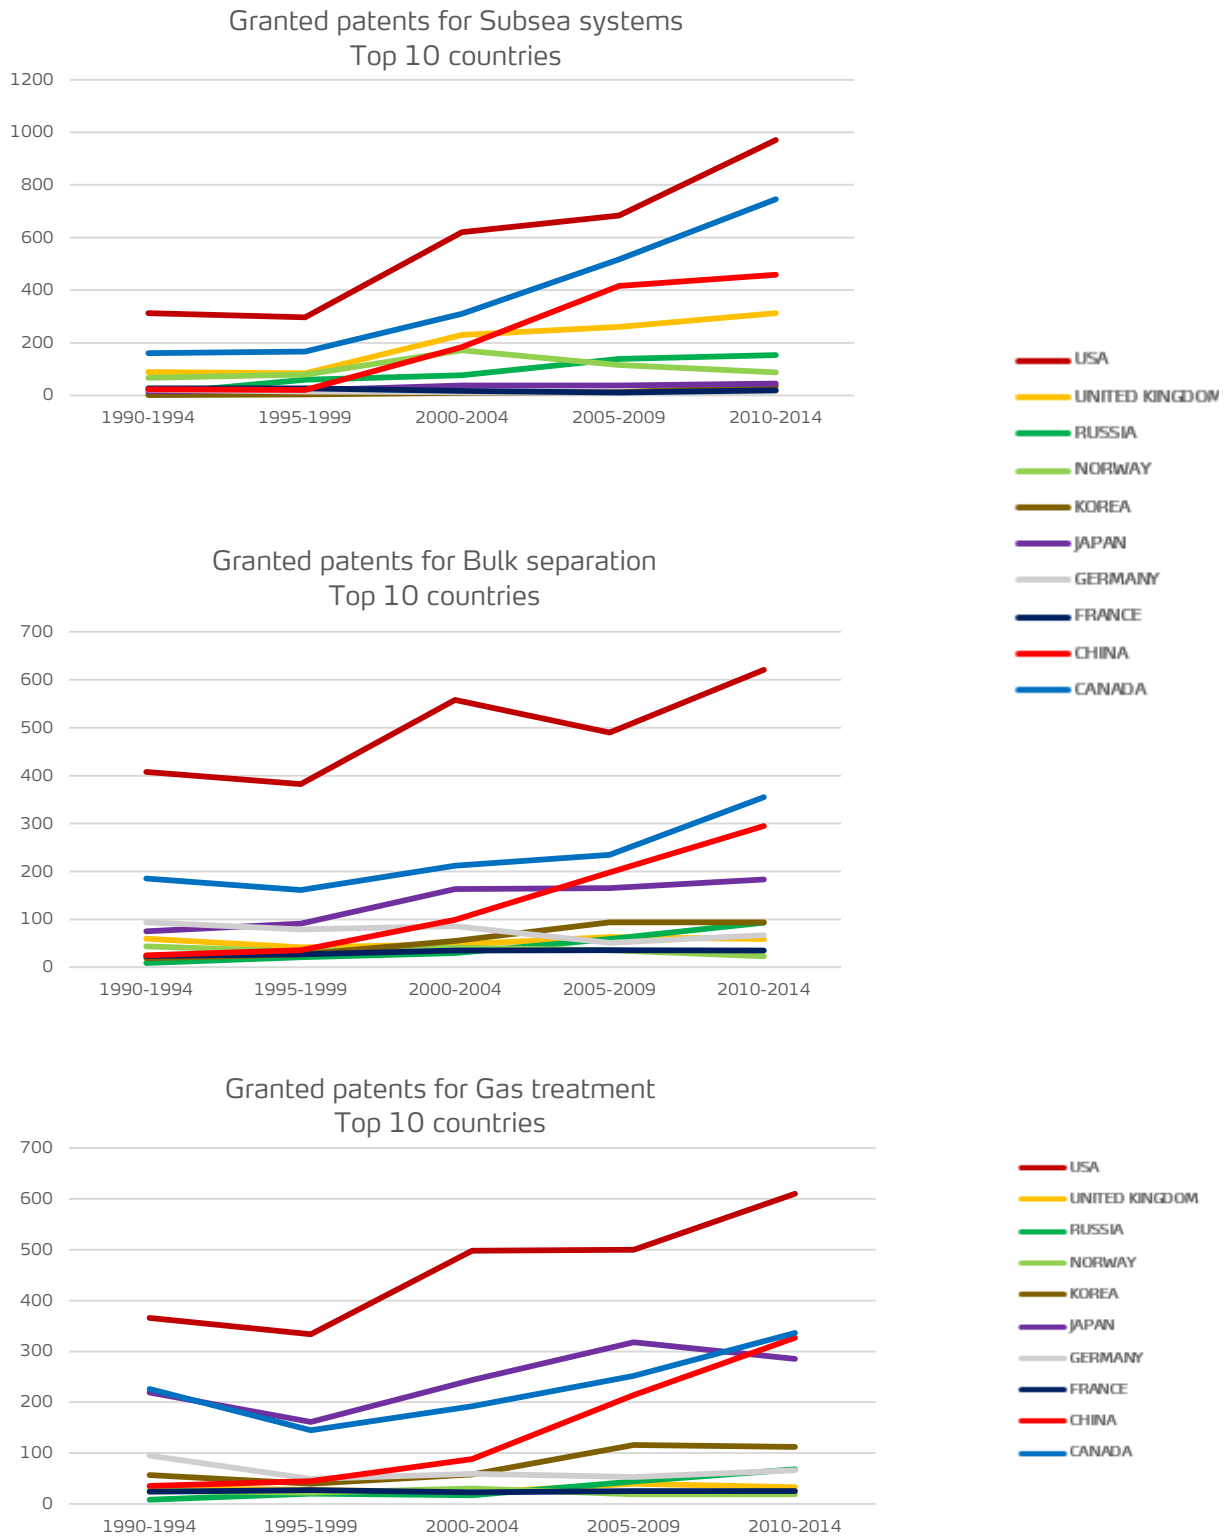 Granted patents for Subsea systems
Top 10 countries
1200
1000
800
600
400
200
0
1990-1994
1995-1999
2000-2004
2005-2009
2010-2014
USA
UNITED KINGDOM
RUSSIA
NORWAY
KOREA
JAPAN
GERMANY
FRANCE
CHINA
CANADA
Granted patents for Bulk separation
Top 10 countries
700
600
500
400
300
200
100
0
1990-1994
1995-1999
2000-2004
2005-2009
2010-2014
Granted patents for Gas treatment
Top 10 countries
700
600
500
400
300
200
100
0
1990-1994
1995-1999
2000-2004
2005-2009
2010-2014
USA
UNITED KINGDOM
RUSSIA
NORWAY
KOREA
JAPAN
GERMANY
FRANCE
CHINA
CANADA